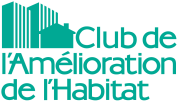 Club de
l'Amélioration
de l'Habitat